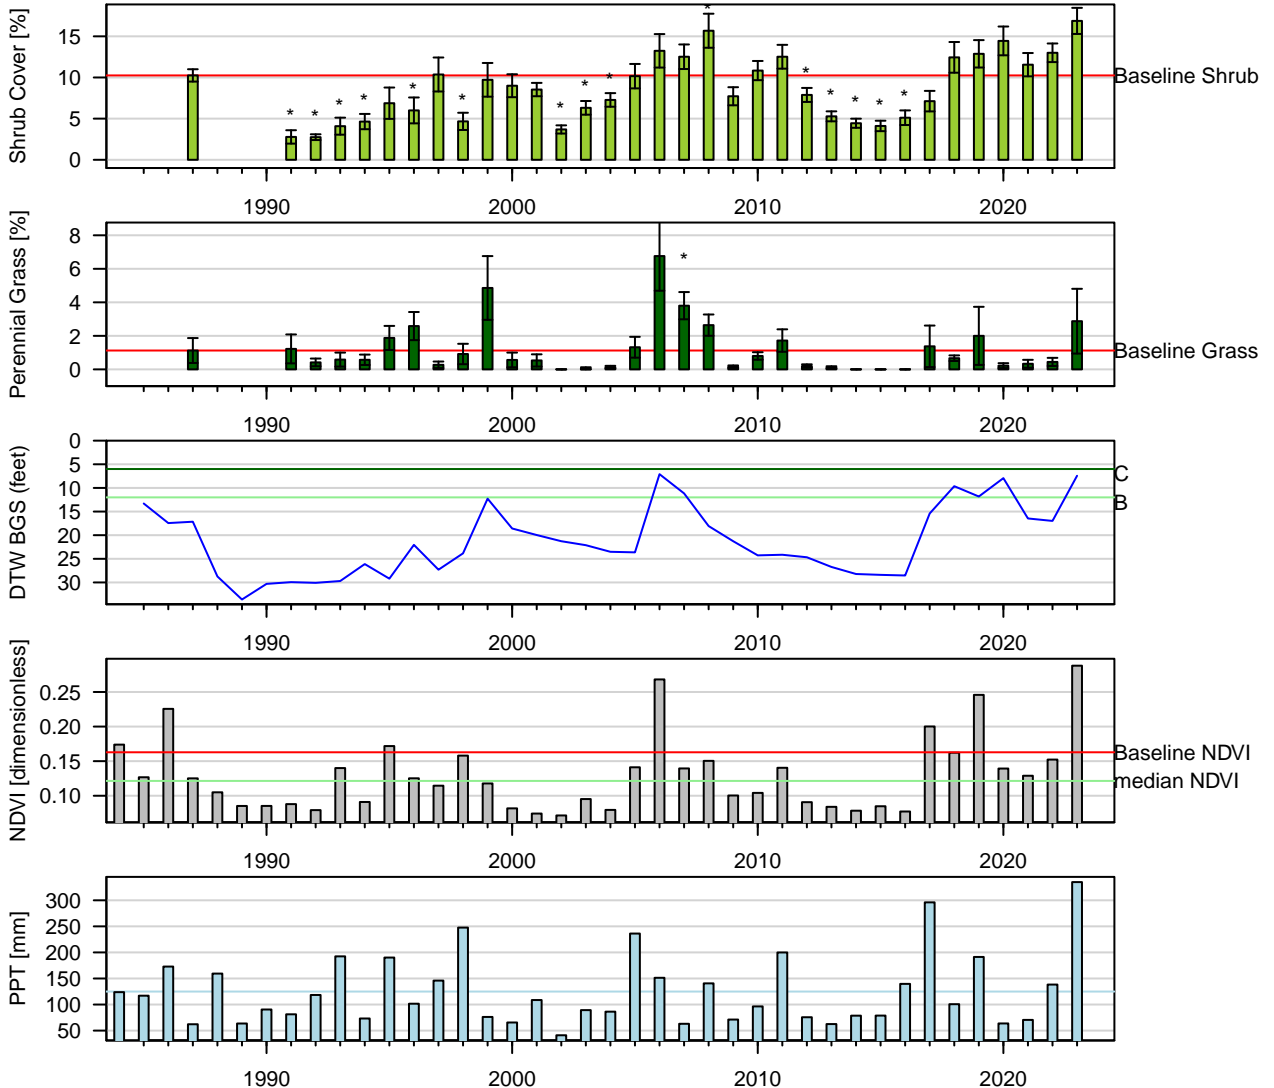 Shrub Cover [%]
15
10
5
0
* * * * * * * * * * * * * * * *
Baseline Shrub
1990 2000 2010 2020
Perennial Grass [%]
8
6
4
2
0
*
Baseline Grass
1990 2000 2010 2020
DTW BGS (feet)
0
5
10
15
20
25
30
C
B
1990 2000 2010 2020
NDVI [dimensionless]
0.25
0.20
0.15
0.10
Baseline NDVI
median NDVI
1990 2000 2010 2020
PPT [mm]
300
250
200
150
100
50
1990 2000 2010 2020